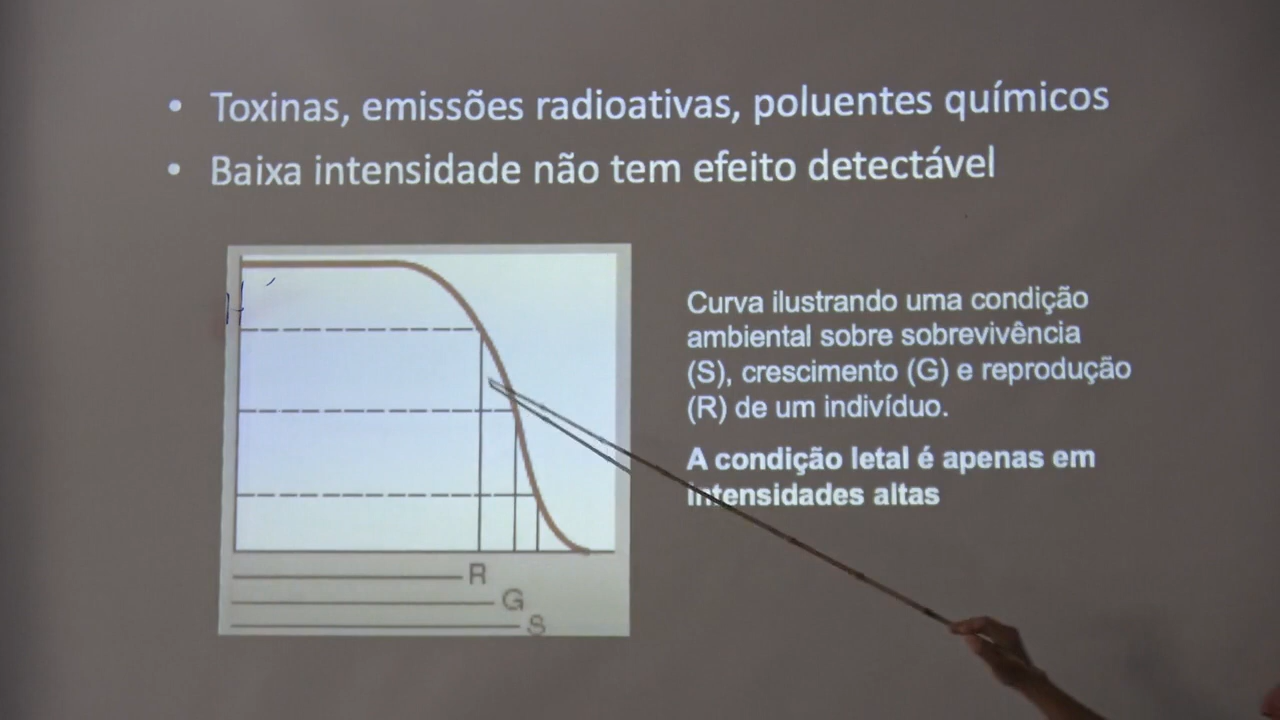 • Toxinas, emissões radioativas, poluentes químicos
• Baixa intensidade não tem efeito detectável
Curva ilustrando uma condição
ambiental sobre sobrevivência
(S), crescimento (G) e reprodução
(R) de um indivíduo.
A condição letal é apenas em
intensidades altas
R
G
S